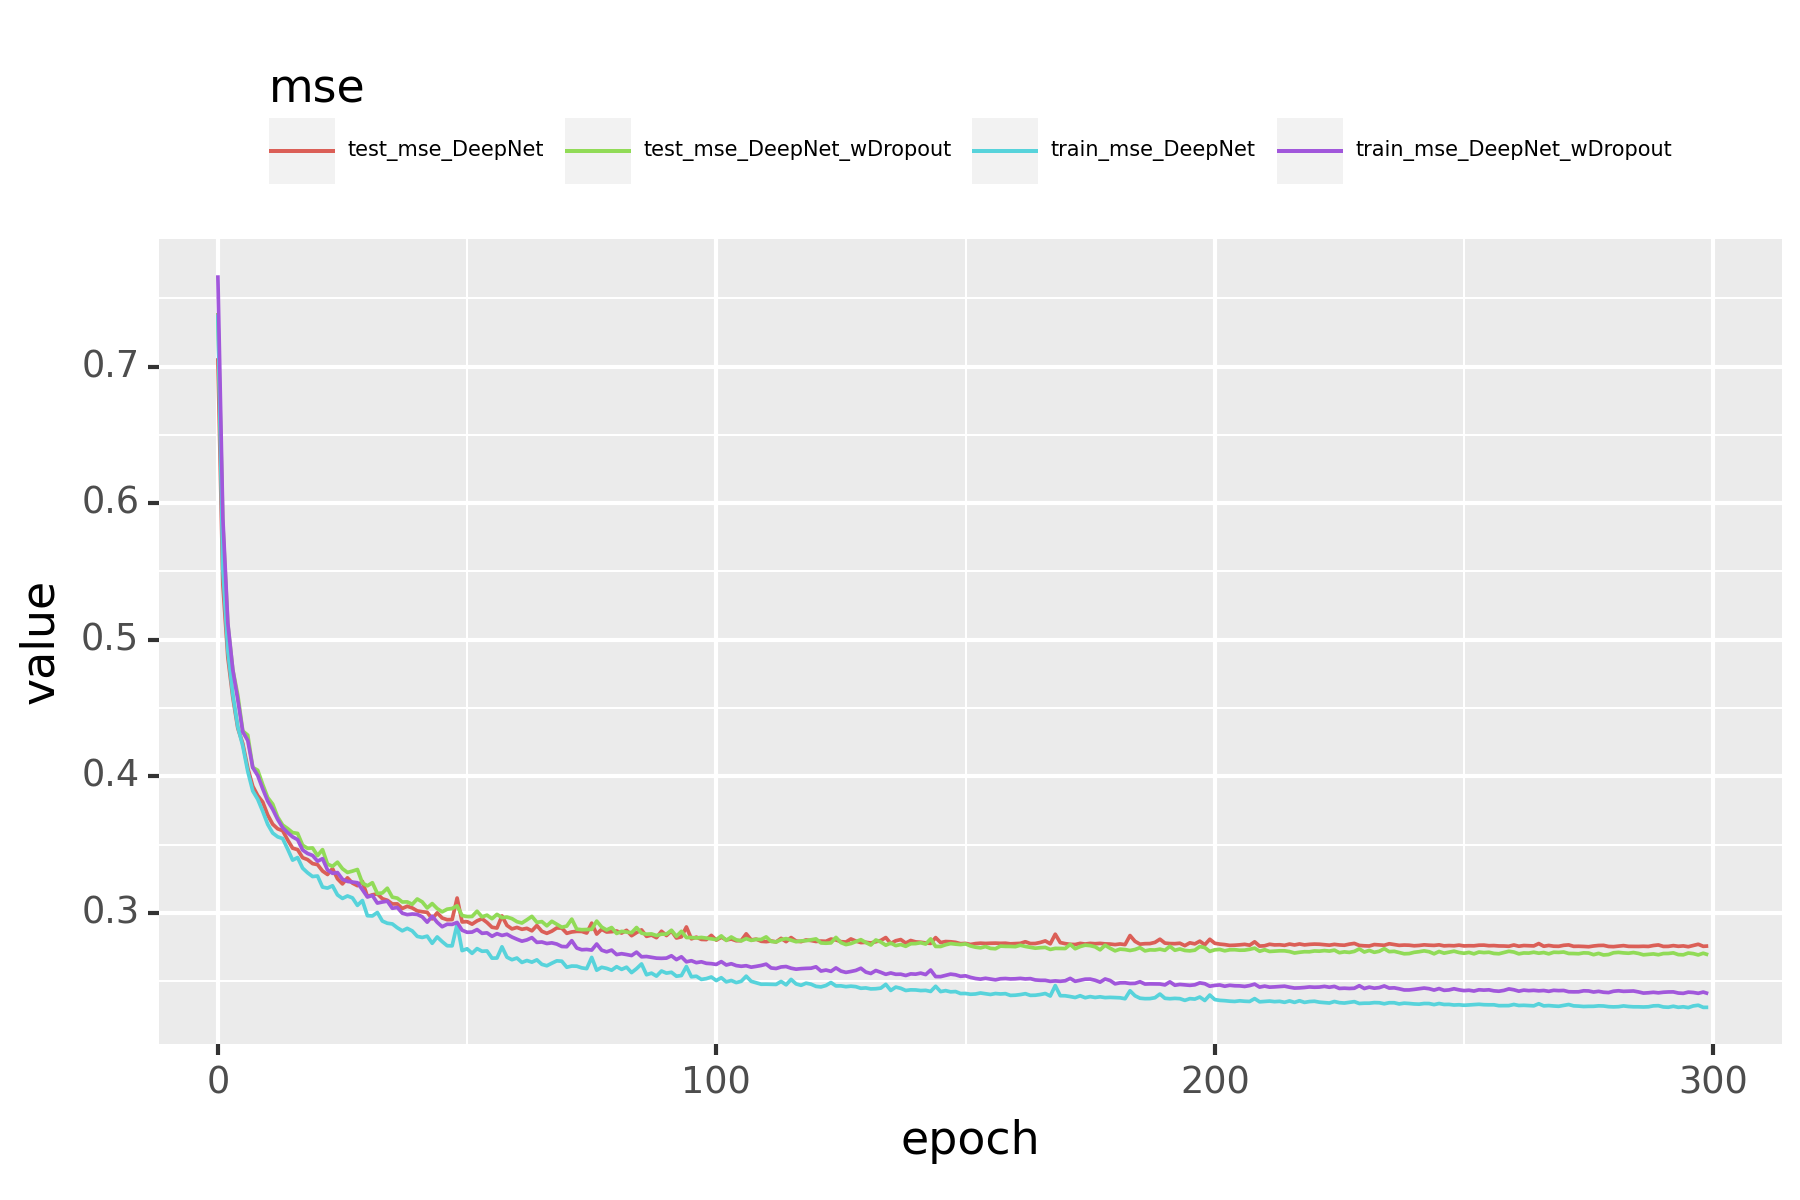 mse
test_mse_DeepNet test_mse_DeepNet_wDropout train_mse_DeepNet train_mse_DeepNet_wDropout
0.7
0.6
0.5
0.4
0.3
value
0 100 200 300
epoch